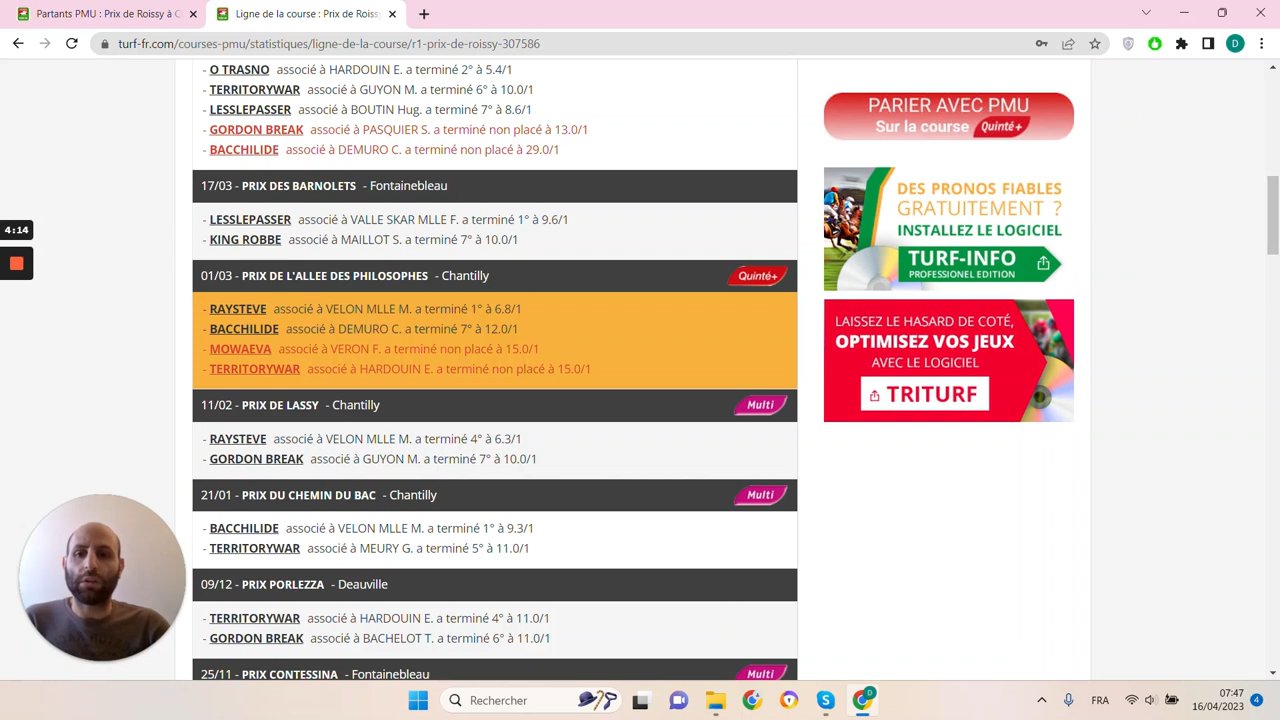 Partants PMU : Prix de Roissy à C
Ligne de la course : Prix de Roiss
turf-fr.com/courses-pmu/statistiques/ligne-de-la-course/r1-prix-de-roissy-307586
D
- O TRASNO associé à HARDOUIN E. a terminé 2° à 5.4/1
- TERRITORYWAR associé à GUYON M. a terminé 6° à 10.0/1
- LESSLEPASSER associé à BOUTIN Hug. a terminé 7° à 8.6/1
- GORDON BREAK associé à PASQUIER S. a terminé non placé à 13.0/1
- BACCHILIDE associé à DEMURO C. a terminé non placé à 29.0/1
17/03 - PRIX DES BARNOLETS - Fontainebleau
- LESSLEPASSER associé à VALLE SKAR MLLE F. a terminé 1° à 9.6/1
- KING ROBBE associé à MAILLOT S. a terminé 7° à 10.0/1
01/03 - PRIX DE L'ALLEE DES PHILOSOPHES - Chantilly Quinté+
- RAYSTEVE associé à VELON MLLE M. a terminé 1° à 6.8/1
- BACCHILIDE associé à DEMURO C. a terminé 7° à 12.0/1
- MOWAEVA associé à VERON F. a terminé non placé à 15.0/1
- TERRITORYWAR associé à HARDOUIN E. a terminé non placé à 15.0/1
11/02 - PRIX DE LASSY - Chantilly Multi
- RAYSTEVE associé à VELON MLLE M. a terminé 4° à 6.3/1
- GORDON BREAK associé à GUYON M. a terminé 7° à 10.0/1
21/01 - PRIX DU CHEMIN DU BAC - Chantilly Multi
- BACCHILIDE associé à VELON MLLE M. a terminé 1° à 9.3/1
- TERRITORYWAR associé à MEURY G. a terminé 5° à 11.0/1
09/12 - PRIX PORLEZZA - Deauville
- TERRITORYWAR associé à HARDOUIN E. a terminé 4° à 11.0/1
- GORDON BREAK associé à BACHELOT T. a terminé 6° à 11.0/1
25/11 - PRIX CONTESSINA - Fontainebleau Multi
PARIER AVEC PMU
Sur la course Quinté+
DES PRONOS FIABLES
GRATUITEMENT ?
INSTALLEZ LE LOGICIEL
TURF-INFO
PROFESSIONEL EDITION
LAISSEZ LE HASARD DE COTÉ,
OPTIMISEZ VOS JEUX
AVEC LE LOGICIEL
TRITURF
4:14
Rechercher
D
FRA
07:47
16/04/2023
4